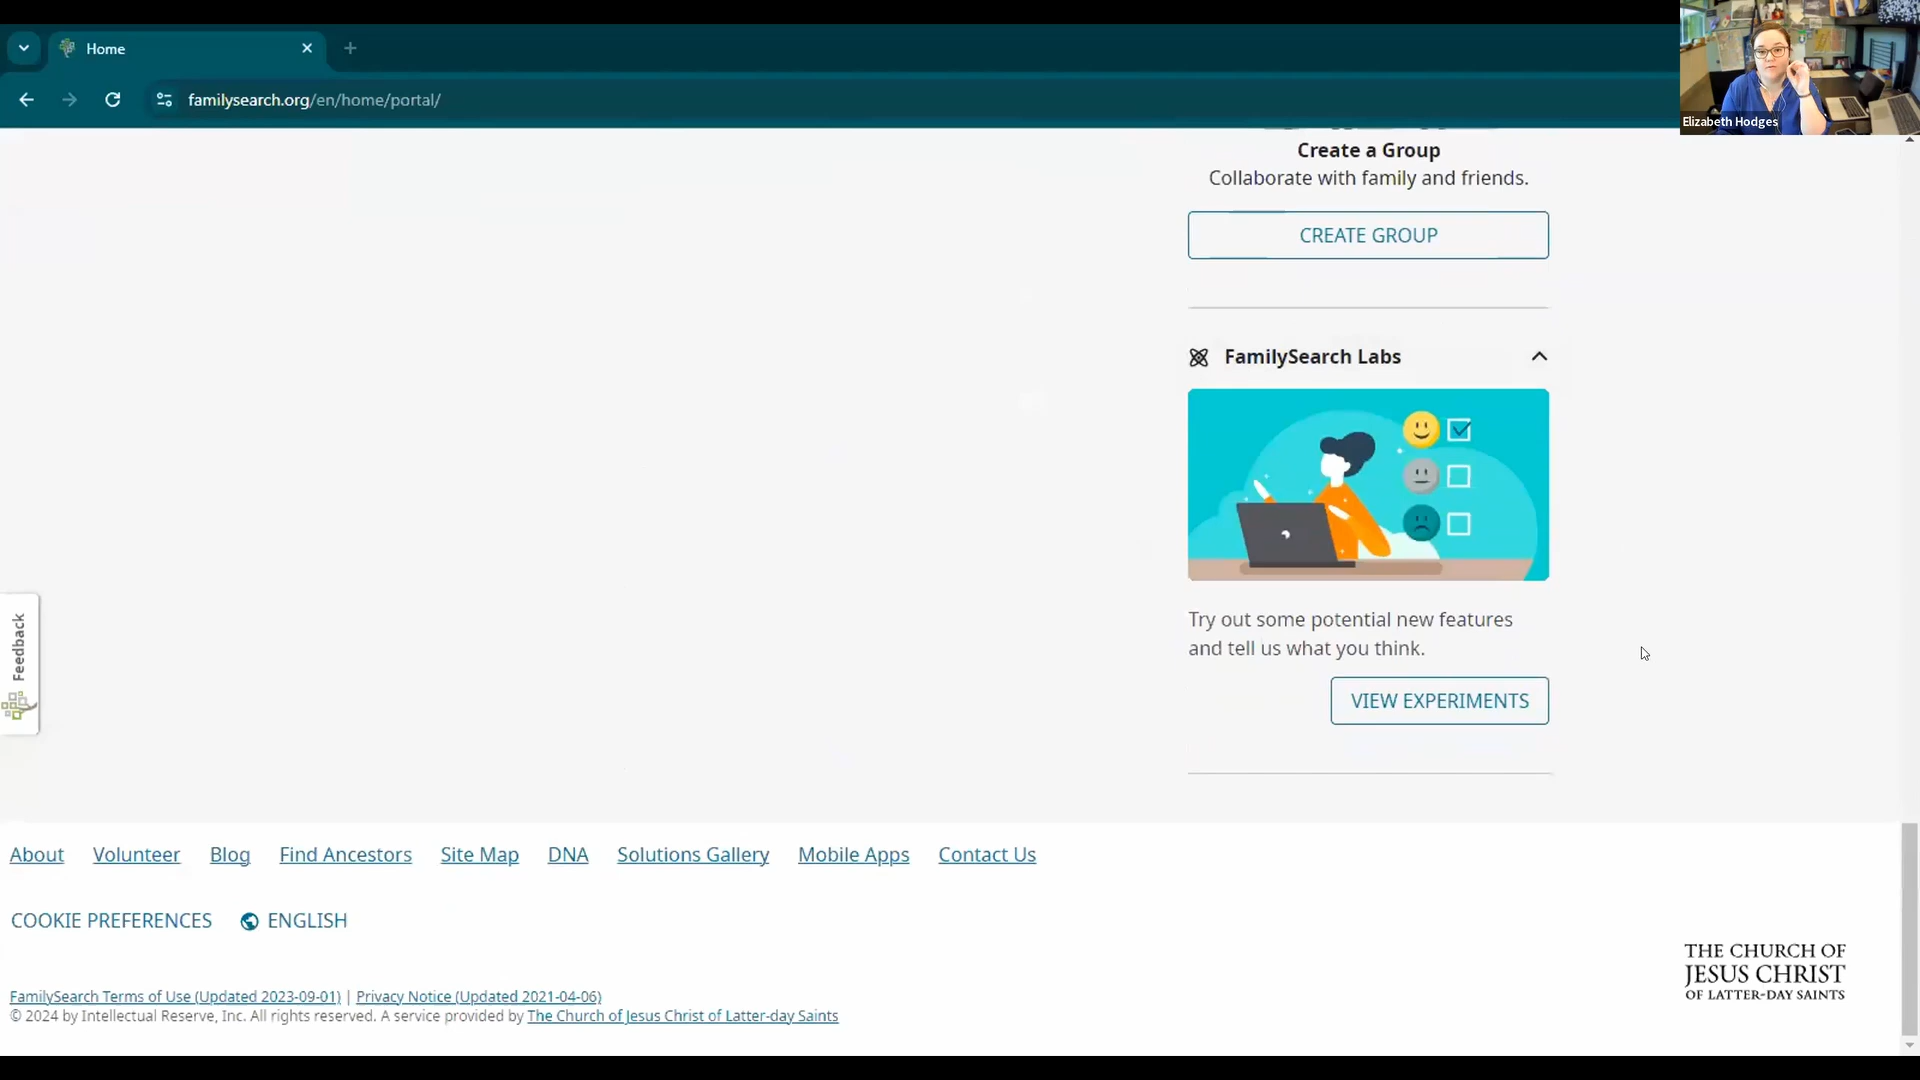 Home
familysearch.org/en/home/portal/
Elizabeth Hodges
Create a Group
Collaborate with family and friends.
CREATE GROUP
FamilySearch Labs
Try out some potential new features
and tell us what you think.
VIEW EXPERIMENTS
Feedback
About Volunteer Blog Find Ancestors Site Map DNA Solutions Gallery Mobile Apps Contact Us
COOKIE PREFERENCES ENGLISH
THE CHURCH OF
JESUS CHRIST
OF LATTER-DAY SAINTS
FamilySearch Terms of Use (Updated 2023-09-01) | Privacy Notice (Updated 2021-04-06)
© 2024 by Intellectual Reserve, Inc. All rights reserved. A service provided by The Church of Jesus Christ of Latter-day Saints